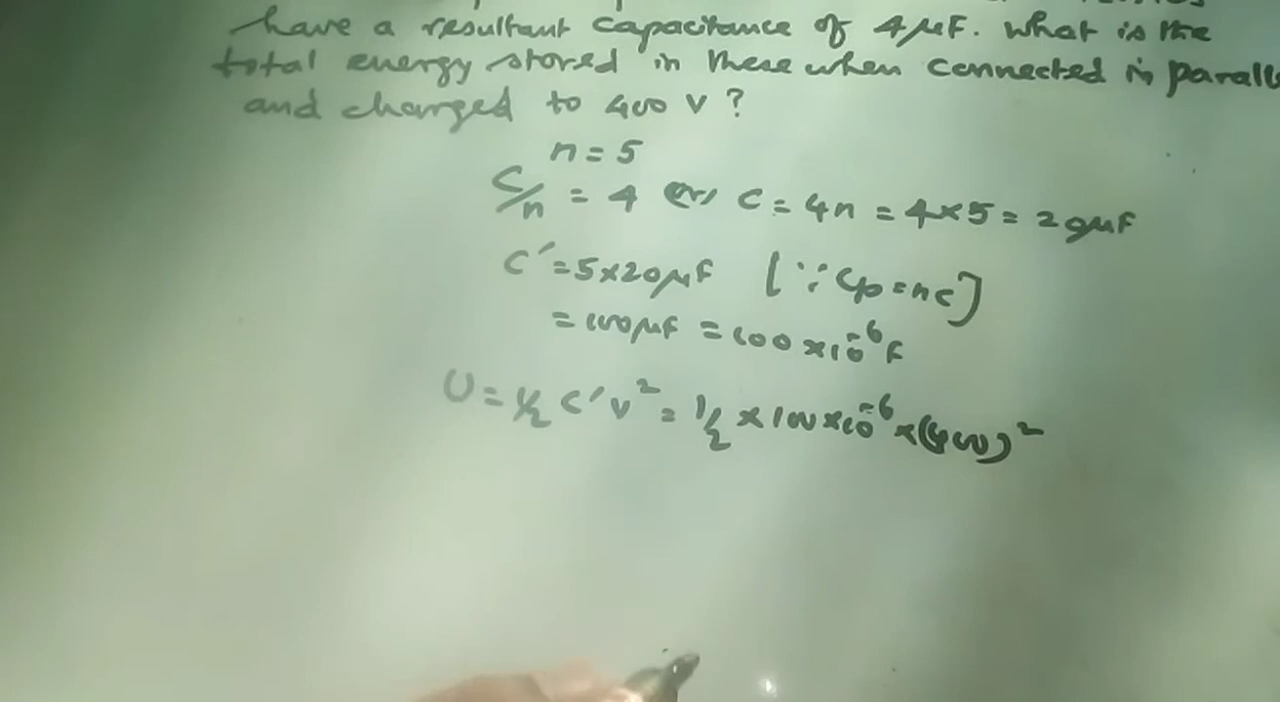 have a resultant capacitance of 4μF. What is the
total energy stored in these when connected in parall
and charged to 400 V ?
n = 5
C/n = 4 or, C = 4n = 4×5 = 20μF
C′ = 5×20μF [∵ Cp = nc]
= 100μF = 100 ×10⁻⁶ F
U = ½ C′V² = ½ × 100 ×10⁻⁶ × (400)²